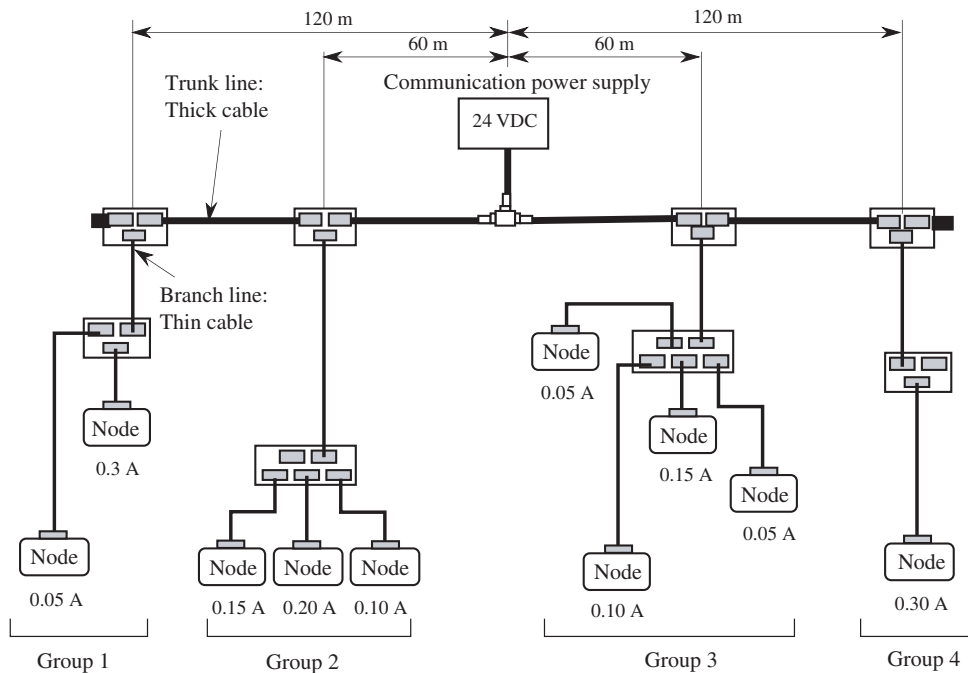 120 m
120 m
60 m
60 m
Trunk line:
Thick cable
Communication power supply
24 VDC
Branch line:
Thin cable
Node
0.05 A
Node
0.3 A
Node
0.15 A
Node
0.05 A
Node
0.05 A
Node
0.15 A
Node
0.20 A
Node
0.10 A
Node
0.10 A
Node
0.30 A
Group 1
Group 2
Group 3
Group 4